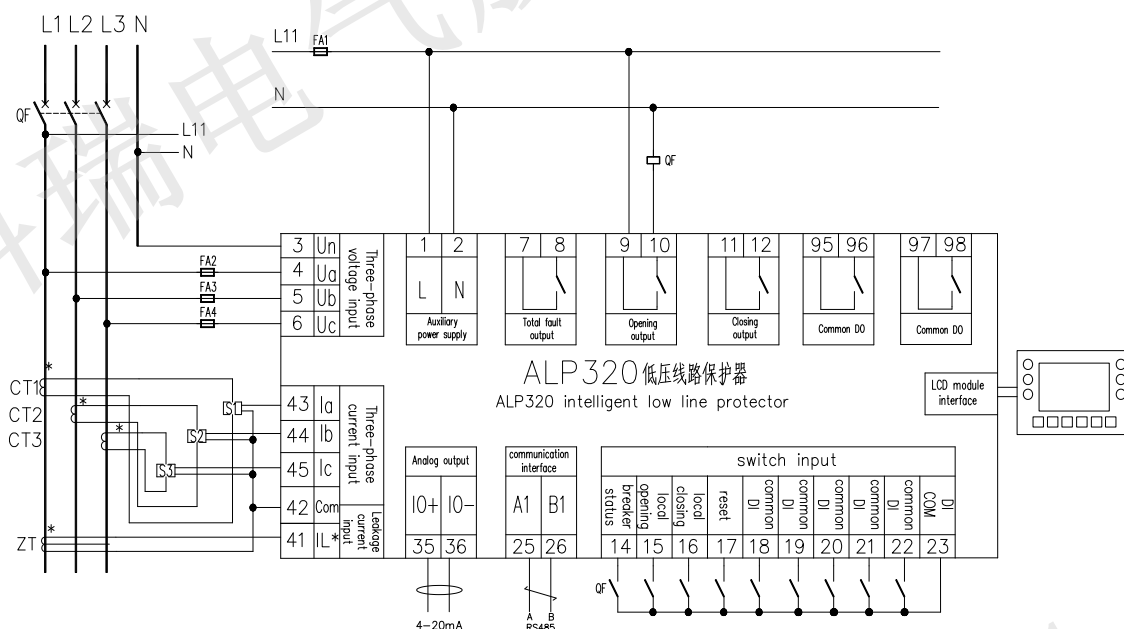 L1 L2 L3 N
QF
L11
N
L11
FA1
N
QF
3 Un
4 Ua
5 Ub
6 Uc
Three-phase
voltage input
FA2
FA3
FA4
1 2
L N
Auxiliary
power supply
7 8
Total fault
output
9 10
Opening
output
11 12
Closing
output
95 96
Common DO
97 98
Common DO
ALP320低压线路保护器
ALP320 intelligent low line protector
LCD module
interface
CT1
CT2
CT3
ZT
*
*
*
*
S1
S2
S3
43 Ia
44 Ib
45 Ic
42 Com
41 IL*
Three-phase
current input
Leakage
current
input
Analog output
IO+ IO-
35 36
4-20mA
communication
interface
A1 B1
25 26
A B
RS485
switch input
breaker
status
local
opening
local
closing
reset
common
DI
common
DI
common
DI
common
DI
common
DI
DI
COM
14 15 16 17 18 19 20 21 22 23
QF
瑞电气